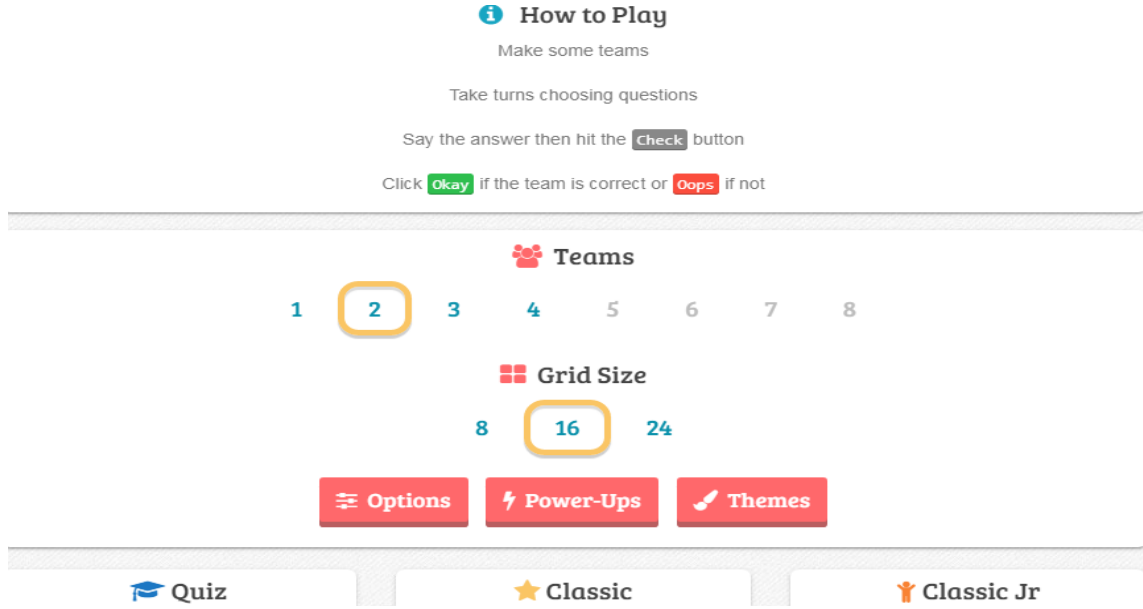 How to Play
Make some teams
Take turns choosing questions
Say the answer then hit the Check button
Click Okay if the team is correct or Oops if not
Teams
1 2 3 4 5 6 7 8
Grid Size
8 16 24
Options Power-Ups Themes
Quiz Classic Classic Jr